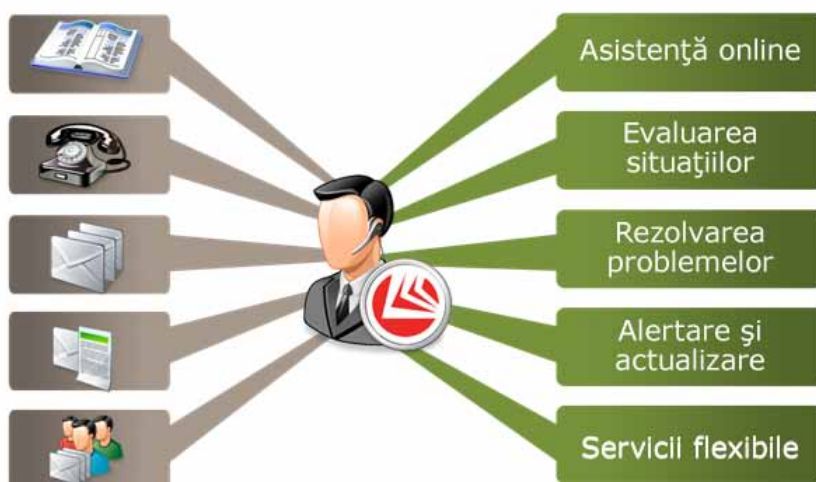 Asistenţă online
Evaluarea
situaţiilor
Rezolvarea
problemelor
Alertare şi
actualizare
Servicii flexibile